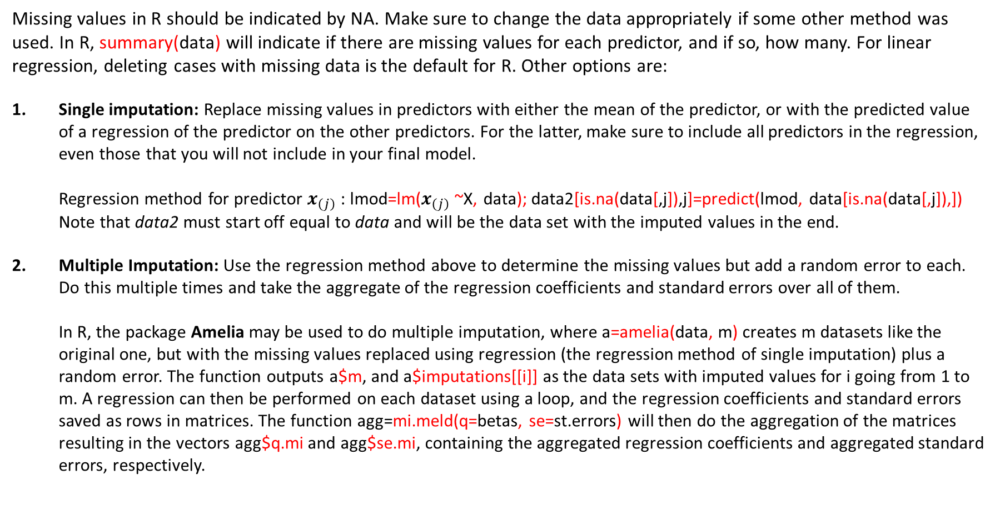 Missing values in R should be indicated by NA. Make sure to change the data appropriately if some other method was
used. In R, summary(data) will indicate if there are missing values for each predictor, and if so, how many. For linear
regression, deleting cases with missing data is the default for R. Other options are:
1. Single imputation: Replace missing values in predictors with either the mean of the predictor, or with the predicted value
of a regression of the predictor on the other predictors. For the latter, make sure to include all predictors in the regression,
even those that you will not include in your final model.
Regression method for predictor x(j) : lmod=lm(x(j) ~X, data); data2[is.na(data[,j]),j]=predict(lmod, data[is.na(data[,j]),])
Note that data2 must start off equal to data and will be the data set with the imputed values in the end.
2. Multiple Imputation: Use the regression method above to determine the missing values but add a random error to each.
Do this multiple times and take the aggregate of the regression coefficients and standard errors over all of them.
In R, the package Amelia may be used to do multiple imputation, where a=amelia(data, m) creates m datasets like the
original one, but with the missing values replaced using regression (the regression method of single imputation) plus a
random error. The function outputs a$m, and a$imputations[[i]] as the data sets with imputed values for i going from 1 to
m. A regression can then be performed on each dataset using a loop, and the regression coefficients and standard errors
saved as rows in matrices. The function agg=mi.meld(q=betas, se=st.errors) will then do the aggregation of the matrices
resulting in the vectors agg$q.mi and agg$se.mi, containing the aggregated regression coefficients and aggregated standard
errors, respectively.